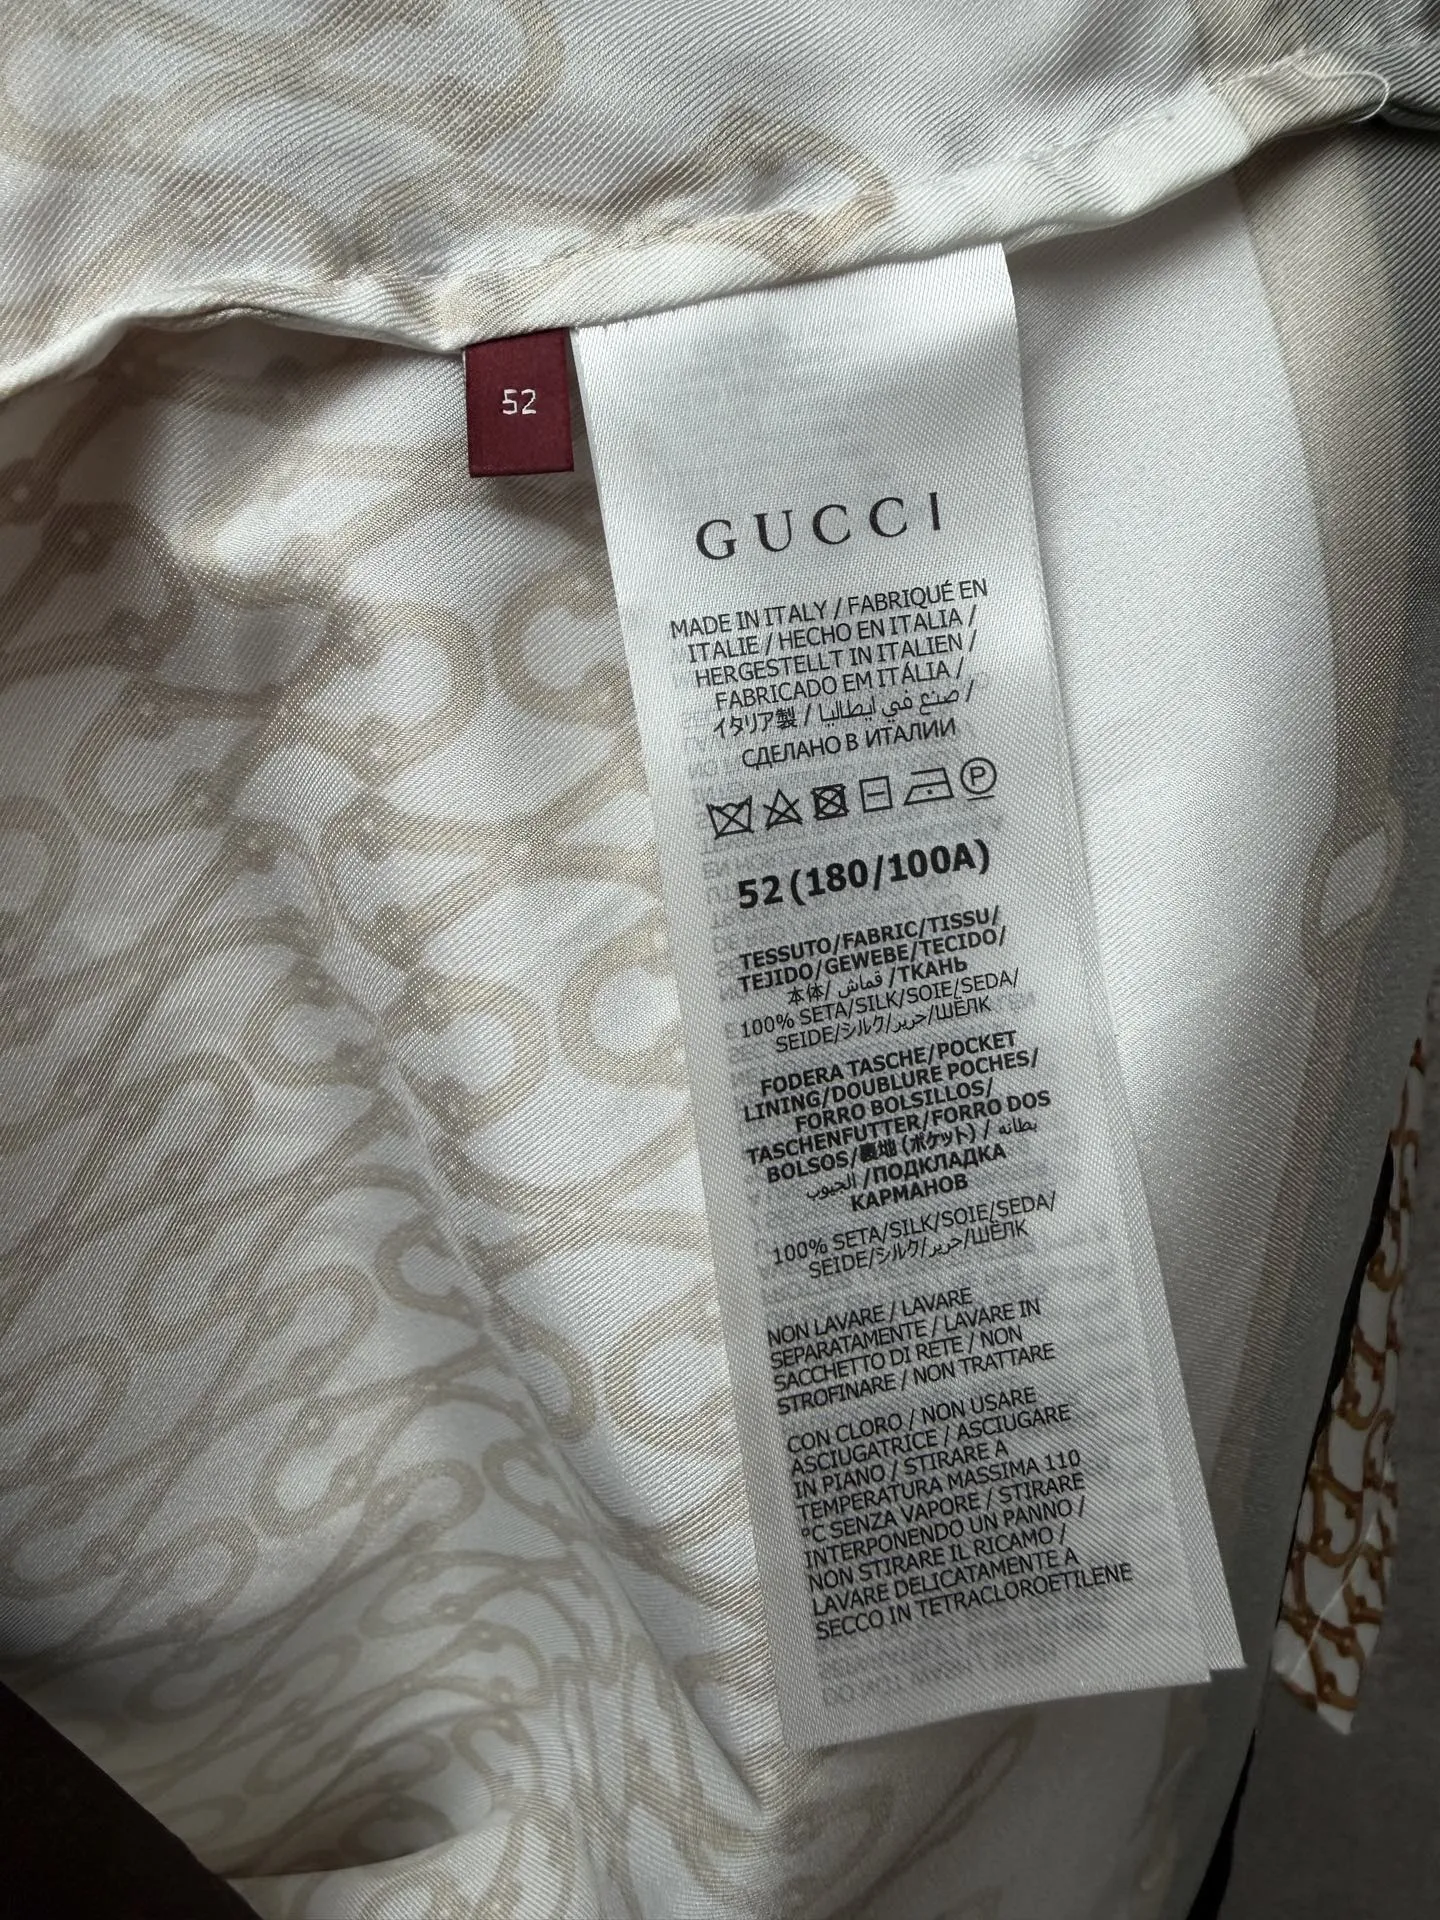 52
GUCCI
MADE IN ITALY / FABRIQUÉ EN
ITALIE / HECHO EN ITALIA /
HERGESTELLT IN ITALIEN /
FABRICADO EM ITÁLIA /
イタリア製 / صنع في ايطاليا /
СДЕЛАНО В ИТАЛИИ
P
52 (180/100A)
TESSUTO/FABRIC/TISSU/
TEJIDO/GEWEBE/TECIDO/
本体/ قماش /ТКАНЬ
100% SETA/SILK/SOIE/SEDA/
SEIDE/シルク/حرير/ШЁЛК
FODERA TASCHE/POCKET
LINING/DOUBLURE POCHES/
FORRO BOLSILLOS/
TASCHENFUTTER/FORRO DOS
BOLSOS/裏地 (ポケット) / بطانه
الجيوب /ПОДКЛАДКА
КАРМАНОВ
100% SETA/SILK/SOIE/SEDA/
SEIDE/シルク/حرير/ШЁЛК
NON LAVARE / LAVARE
SEPARATAMENTE / LAVARE IN
SACCHETTO DI RETE / NON
STROFINARE / NON TRATTARE
CON CLORO / NON USARE
ASCIUGATRICE / ASCIUGARE
IN PIANO / STIRARE A
TEMPERATURA MASSIMA 110
°C SENZA VAPORE / STIRARE
INTERPONENDO UN PANNO /
NON STIRARE IL RICAMO /
LAVARE DELICATAMENTE A
SECCO IN TETRACLOROETILENE